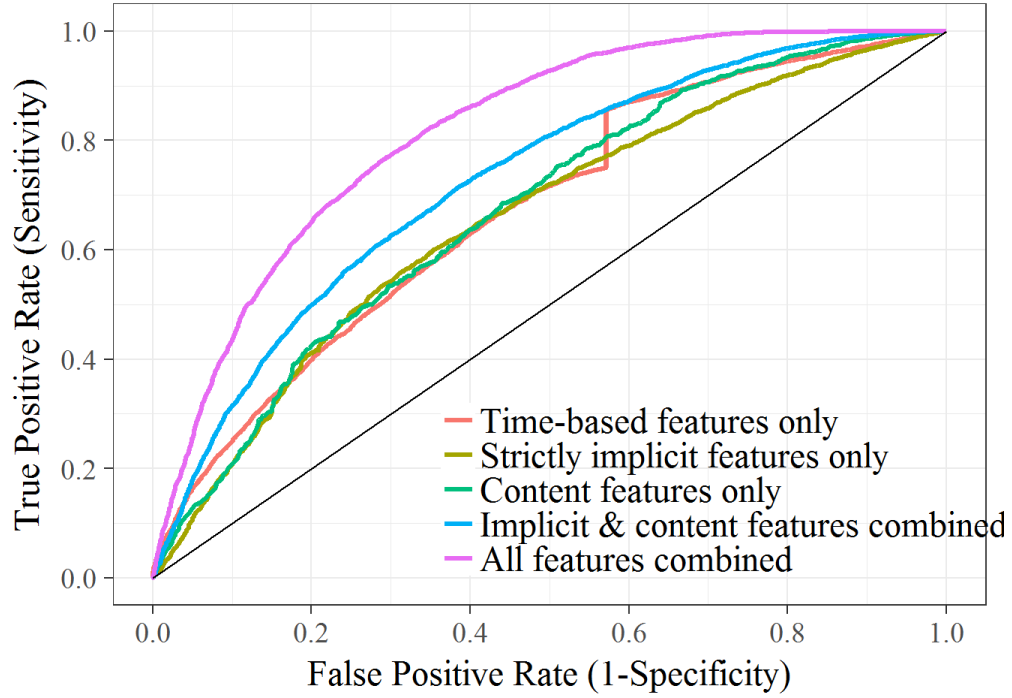 True Positive Rate (Sensitivity)
1.0
0.8
0.6
0.4
0.2
0.0
Time-based features only
Strictly implicit features only
Content features only
Implicit & content features combined
All features combined
0.0 0.2 0.4 0.6 0.8 1.0
False Positive Rate (1-Specificity)